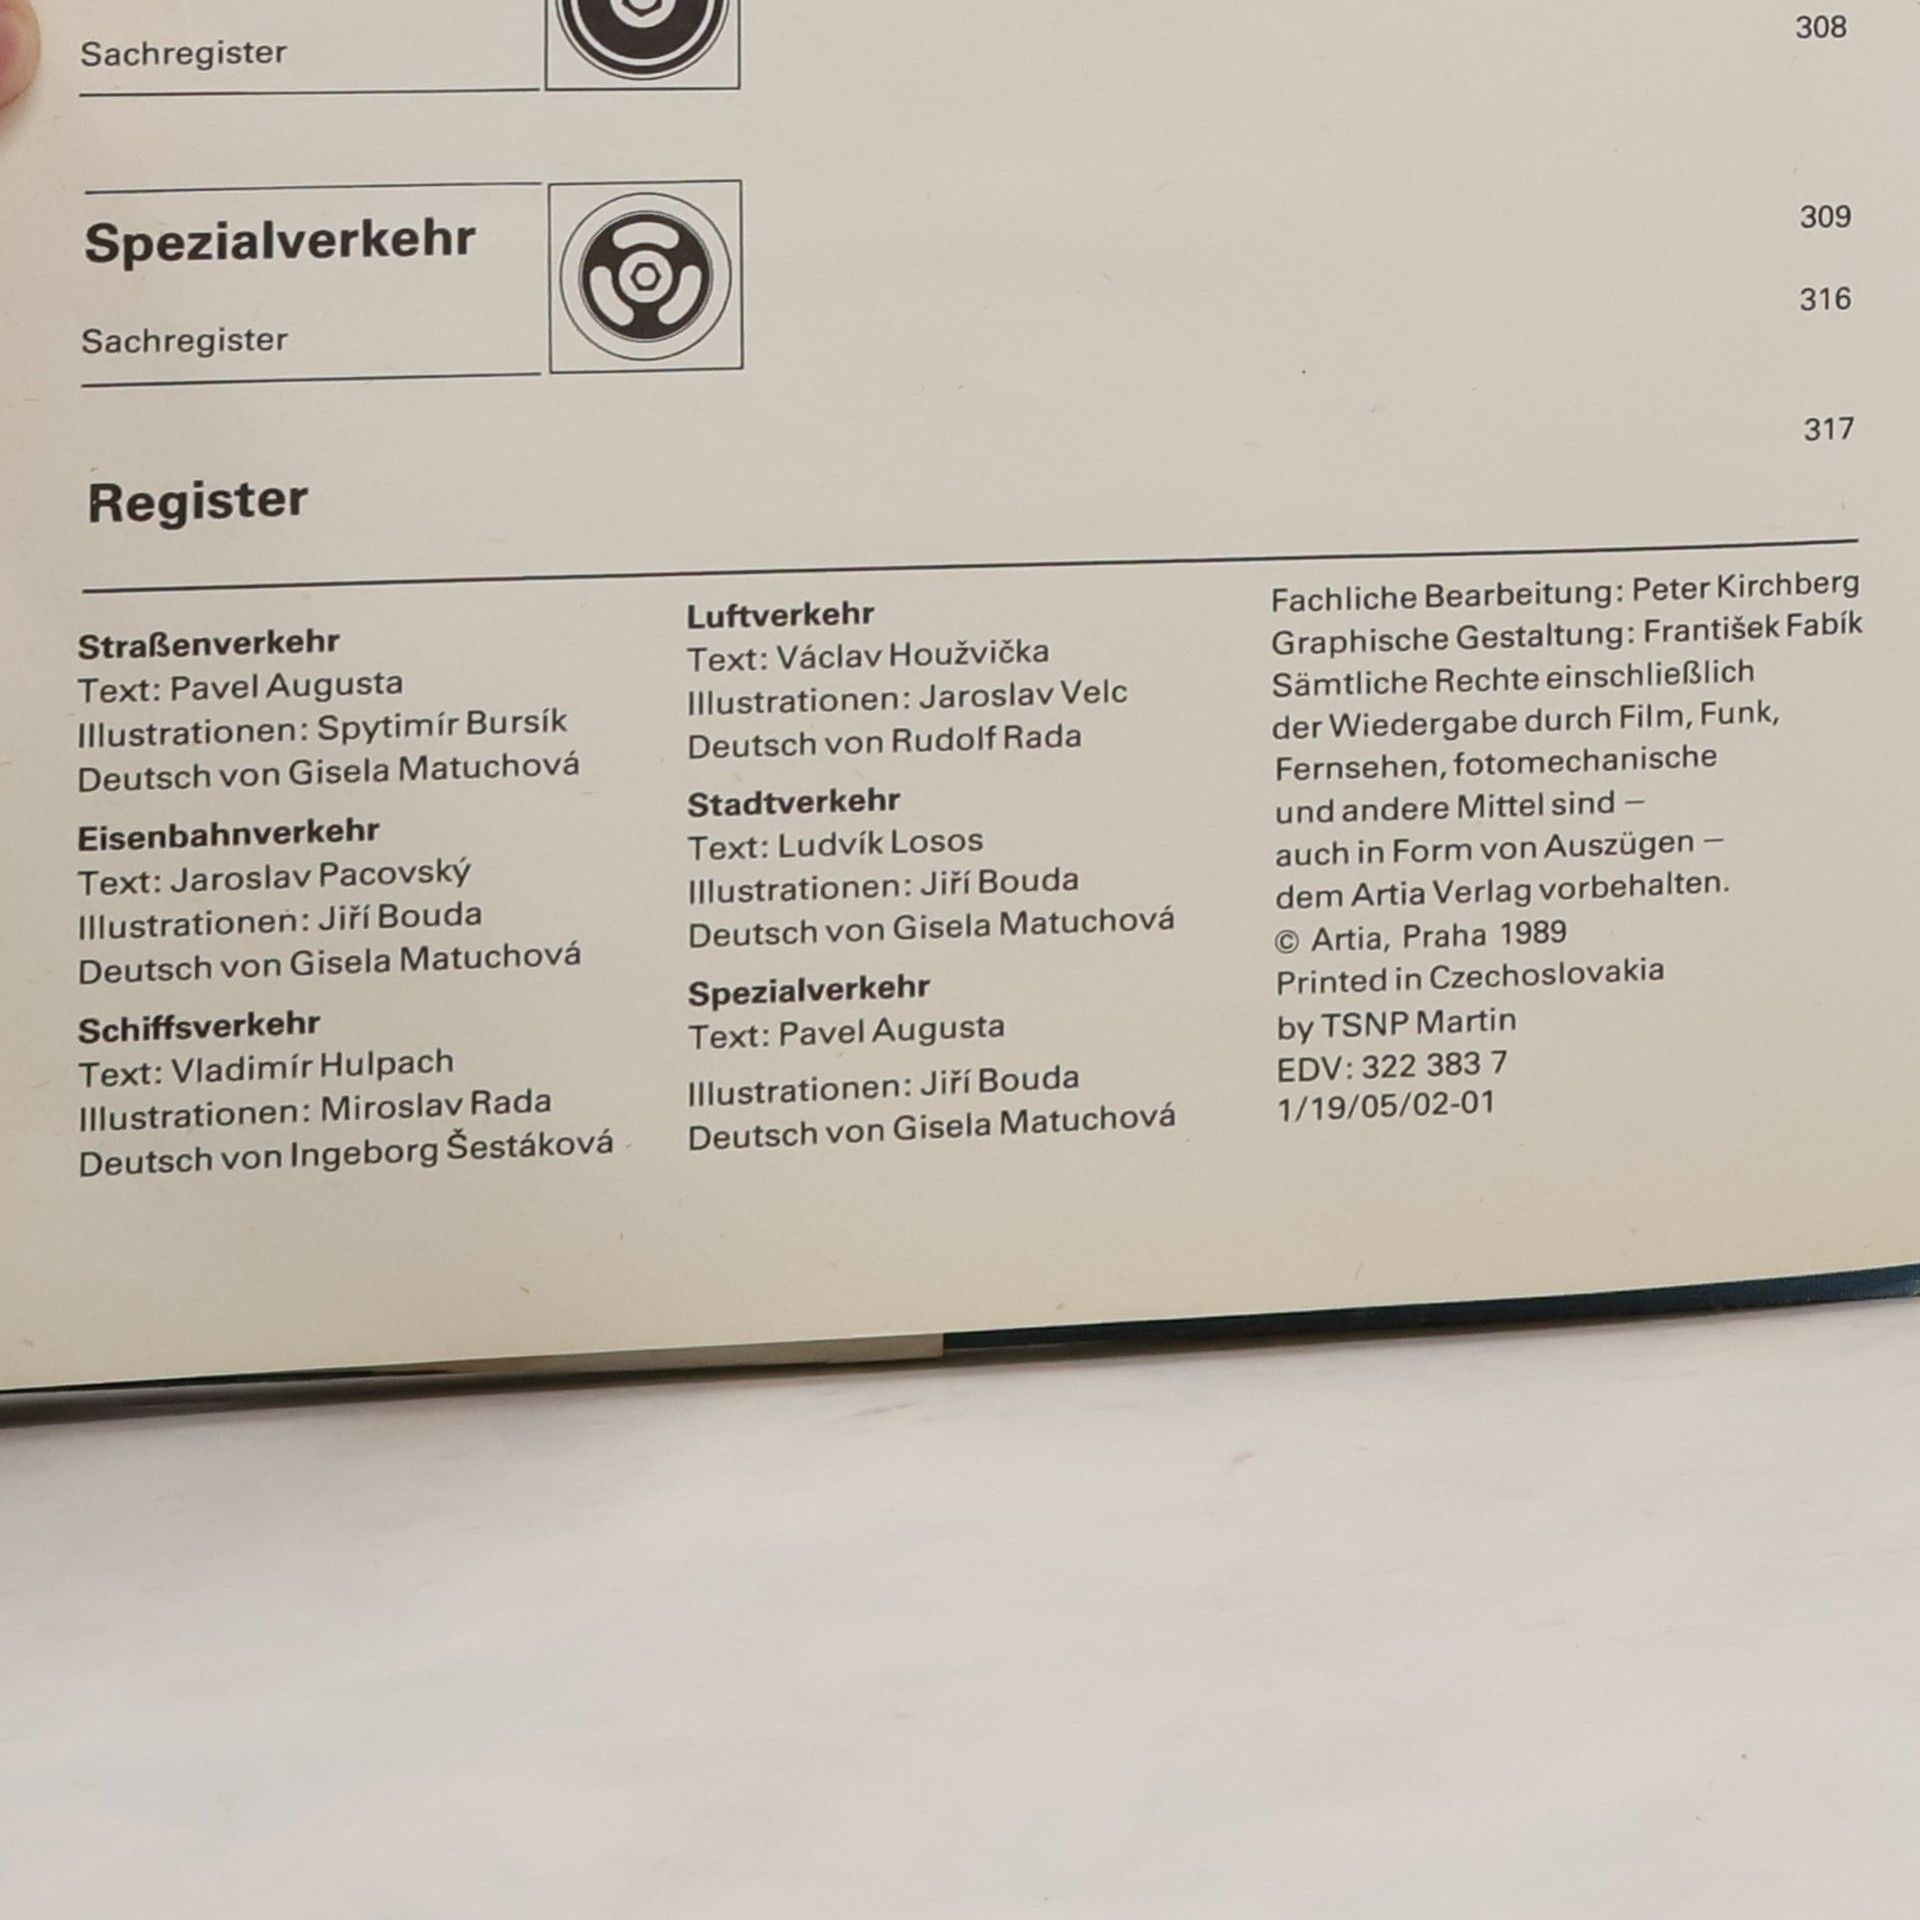 Sachregister 308
Spezialverkehr 309
Sachregister 316
Register 317
Straßenverkehr
Text: Pavel Augusta
Illustrationen: Spytimír Bursík
Deutsch von Gisela Matuchová
Eisenbahnverkehr
Text: Jaroslav Pacovský
Illustrationen: Jiří Bouda
Deutsch von Gisela Matuchová
Schiffsverkehr
Text: Vladimír Hulpach
Illustrationen: Miroslav Rada
Deutsch von Ingeborg Šestáková
Luftverkehr
Text: Václav Houžvička
Illustrationen: Jaroslav Velc
Deutsch von Rudolf Rada
Stadtverkehr
Text: Ludvík Losos
Illustrationen: Jiří Bouda
Deutsch von Gisela Matuchová
Spezialverkehr
Text: Pavel Augusta
Illustrationen: Jiří Bouda
Deutsch von Gisela Matuchová
Fachliche Bearbeitung: Peter Kirchberg
Graphische Gestaltung: František Fabík
Sämtliche Rechte einschließlich
der Wiedergabe durch Film, Funk,
Fernsehen, fotomechanische
und andere Mittel sind –
auch in Form von Auszügen –
dem Artia Verlag vorbehalten.
© Artia, Praha 1989
Printed in Czechoslovakia
by TSNP Martin
EDV: 322 383 7
1/19/05/02-01